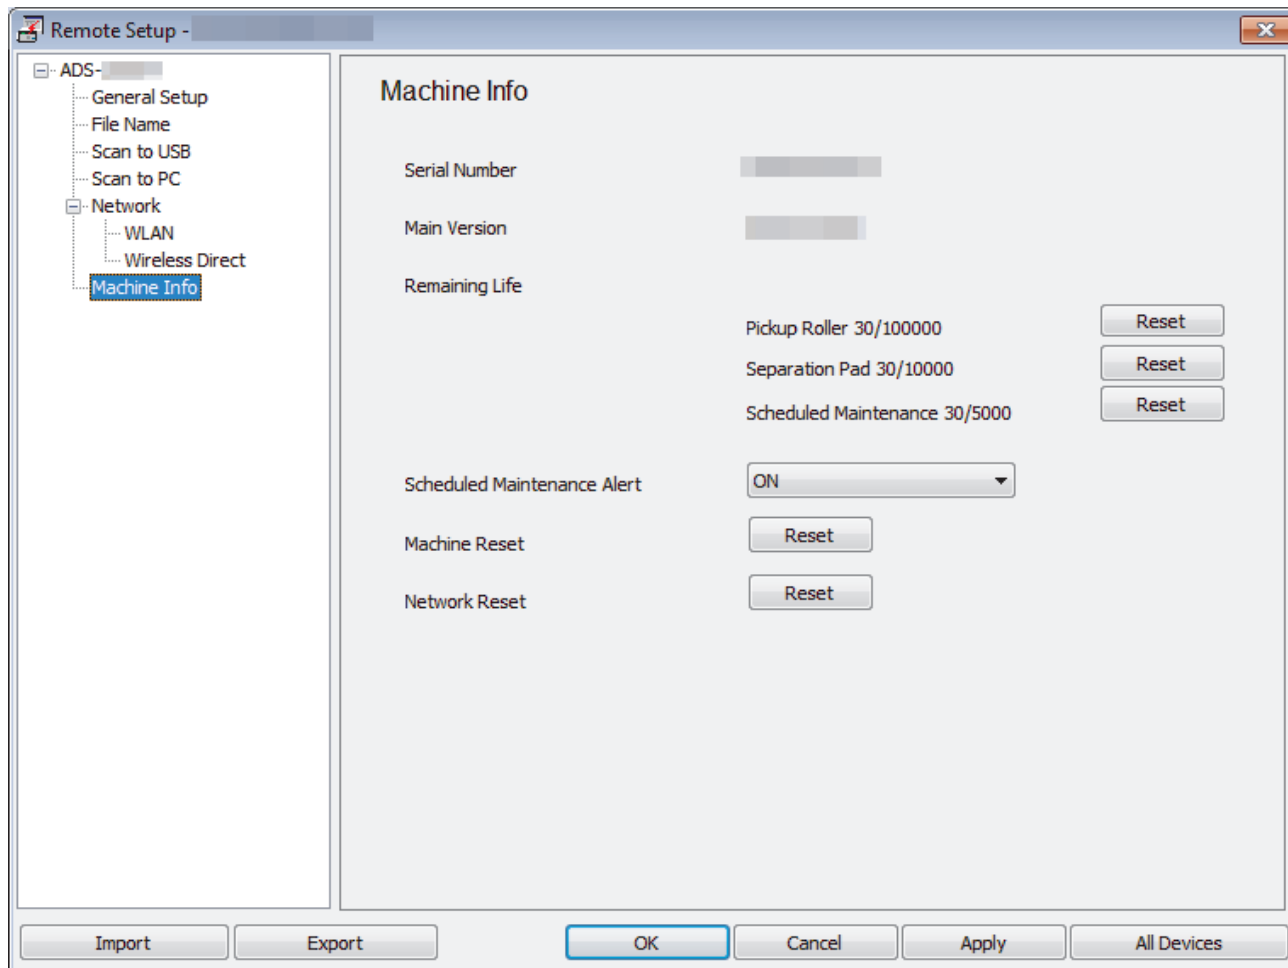 Remote Setup -
ADS-
General Setup
File Name
Scan to USB
Scan to PC
Network
WLAN
Wireless Direct
Machine Info
Machine Info
Serial Number
Main Version
Remaining Life
Pickup Roller 30/100000 Reset
Separation Pad 30/10000 Reset
Scheduled Maintenance 30/5000 Reset
Scheduled Maintenance Alert ON
Machine Reset Reset
Network Reset Reset
Import Export OK Cancel Apply All Devices